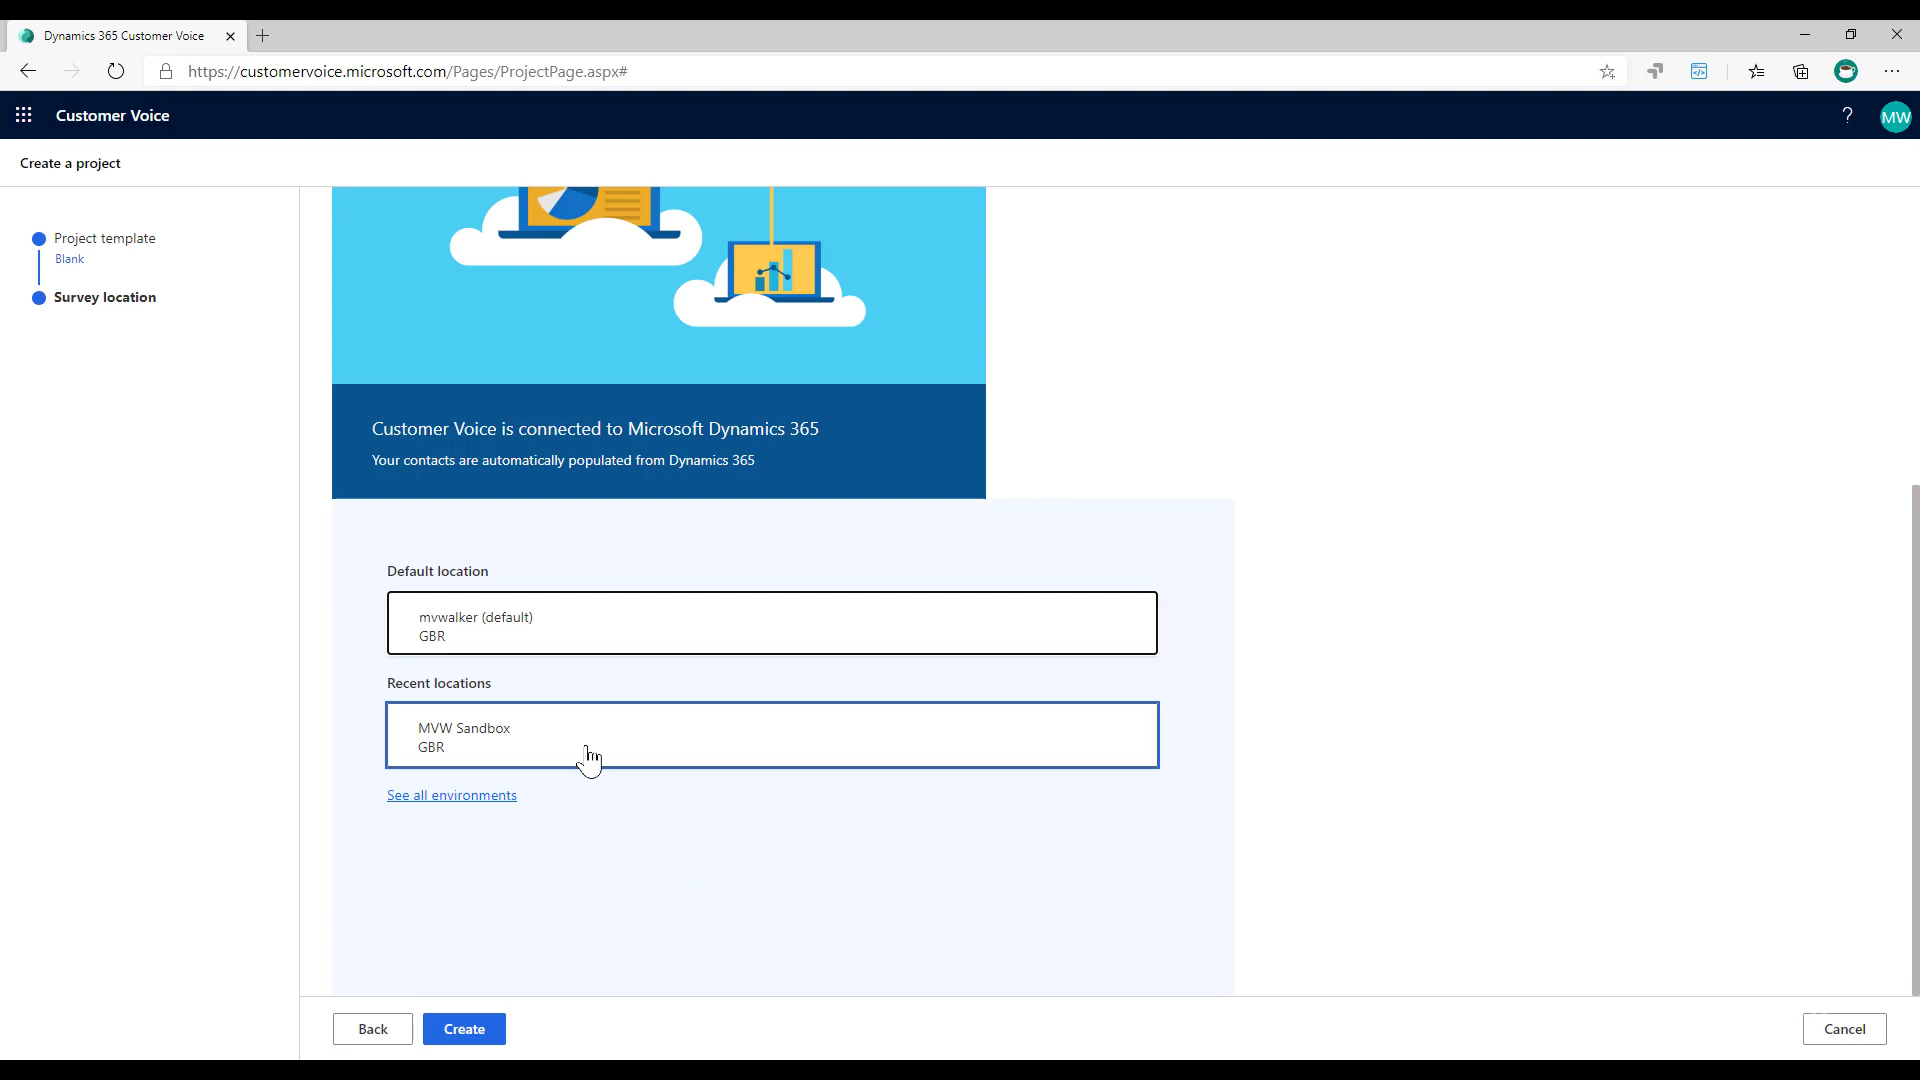 Dynamics 365 Customer Voice
https://customervoice.microsoft.com/Pages/ProjectPage.aspx#
Customer Voice
?
MW
Create a project
Project template
Blank
Survey location
Customer Voice is connected to Microsoft Dynamics 365
Your contacts are automatically populated from Dynamics 365
Default location
mvwalker (default)
GBR
Recent locations
MVW Sandbox
GBR
See all environments
Back
Create
Cancel